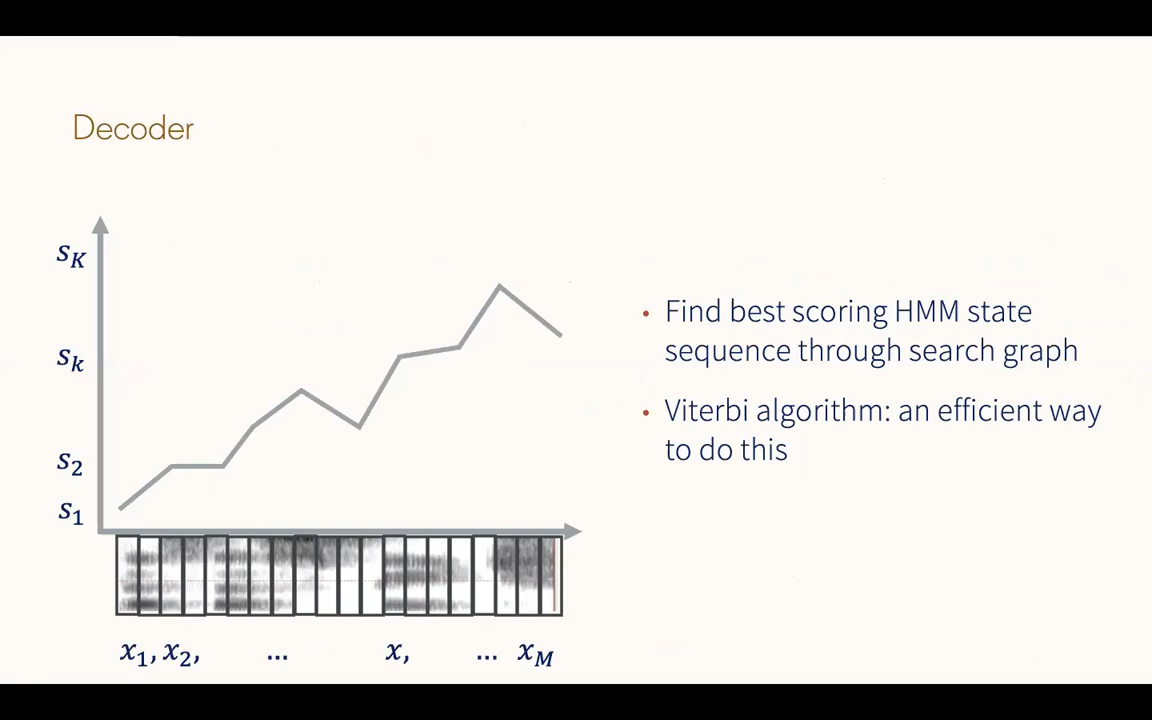 Decoder
s_K
s_k
s_2
s_1
x_1, x_2, ... x, ... x_M
• Find best scoring HMM state
sequence through search graph
• Viterbi algorithm: an efficient way
to do this